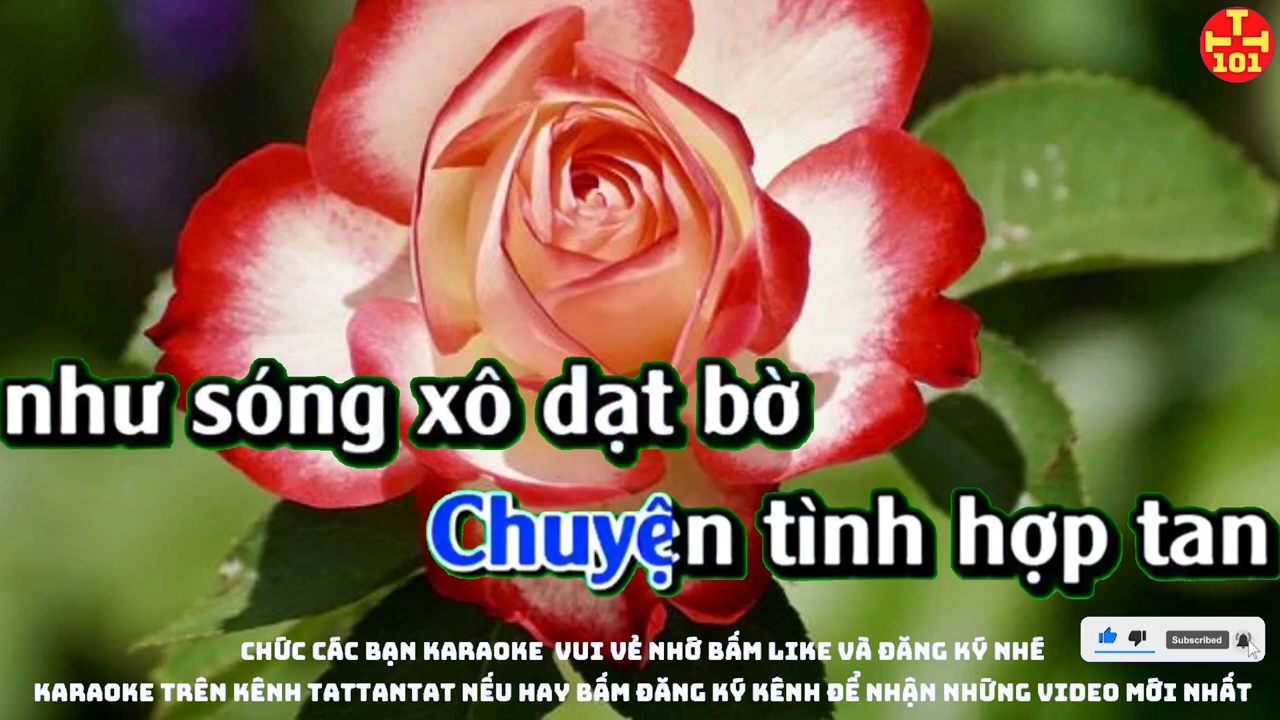 T
TT
101
như sóng xô dạt bờ
Chuyện tình hợp tan
CHÚC CÁC BẠN KARAOKE VUI VẺ NHỚ BẤM LIKE VÀ ĐĂNG KÝ NHÉ
Subscribed
KARAOKE TRÊN KÊNH TATTANTAT NẾU HAY BẤM ĐĂNG KÝ KÊNH ĐỂ NHẬN NHỮNG VIDEO MỚI NHẤT